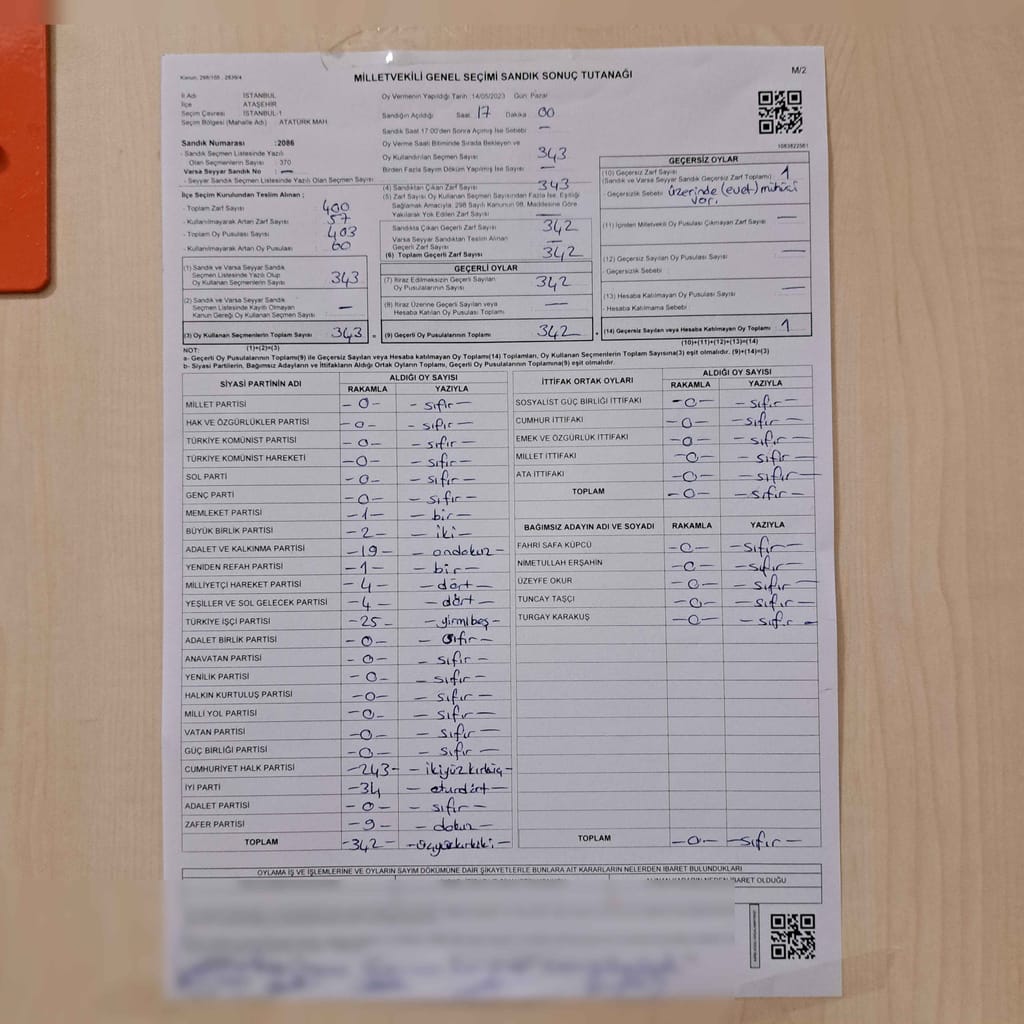 Kanun: 298/105 , 2839/4
MİLLETVEKİLİ GENEL SEÇİMİ SANDIK SONUÇ TUTANAĞI
M/2
İl Adı İSTANBUL
İlçe ATAŞEHİR
Seçim Çevresi İSTANBUL-1
Seçim Bölgesi (Mahalle Adı) : ATATÜRK MAH.
Sandık Numarası :2086
- Sandık Seçmen Listesinde Yazılı
Olan Seçmenlerin Sayısı : 370
Varsa Seyyar Sandık No : —
- Seyyar Sandık Seçmen Listesinde Yazılı Olan Seçmen Sayısı
İlçe Seçim Kurulundan Teslim Alınan ;
- Toplam Zarf Sayısı 400
- Kullanılmayarak Artan Zarf Sayısı 57
- Toplam Oy Pusulası Sayısı 403
- Kullanılmayarak Artan Oy Pusulası 60
(1) Sandık ve Varsa Seyyar Sandık
Seçmen Listesinde Yazılı Olup
Oy Kullanan Seçmenlerin Sayısı 343
(2) Sandık ve Varsa Seyyar Sandık
Seçmen Listesinde Kayıtlı Olmayan
Kanun Gereği Oy Kullanan Seçmen Sayısı —
(3) Oy Kullanan Seçmenlerin Toplam Sayısı 343 =
(1)+(2)=(3)
Oy Vermenin Yapıldığı Tarih 14/05/2023 Gün: Pazar
Sandığın Açıldığı Saat 17 Dakika 00
Sandık Saat 17.00'den Sonra Açılmış İse Sebebi —
Oy Verme Saati Bitiminde Sırada Bekleyen ve
Oy Kullandırılan Seçmen Sayısı 343
Birden Fazla Sayım Döküm Yapılmış İse Sayısı —
(4) Sandıktan Çıkan Zarf Sayısı 343
(5) Zarf Sayısı Oy Kullanan Seçmen Sayısından Fazla İse, Eşitliği
Sağlamak Amacıyla, 298 Sayılı Kanunun 98. Maddesine Göre
Yakılarak Yok Edilen Zarf Sayısı —
Sandıkta Çıkan Geçerli Zarf Sayısı 342
Varsa Seyyar Sandıktan Teslim Alınan
Geçerli Zarf Sayısı —
(6) Toplam Geçerli Zarf Sayısı 342
GEÇERLİ OYLAR
(7) İtiraz Edilmeksizin Geçerli Sayılan
Oy Pusulalarının Sayısı 342
(8) İtiraz Üzerine Geçerli Sayılan veya
Hesaba Katılan Oy Pusulası Toplamı —
(9) Geçerli Oy Pusulalarının Toplamı 342 +
1083822561
GEÇERSİZ OYLAR
(10) Geçersiz Zarf Sayısı 1
(Sandık ve Varsa Seyyar Sandık Geçersiz Zarf Toplamı)
- Geçersizlik Sebebi üzerinde (evet) mühürü
var.
(11) İçinden Milletvekili Oy Pusulası Çıkmayan Zarf Sayısı —
(12) Geçersiz Sayılan Oy Pusulası Sayısı —
- Geçersizlik Sebebi
(13) Hesaba Katılmayan Oy Pusulası Sayısı —
- Hesaba Katılmama Sebebi
(14) Geçersiz Sayılan veya Hesaba Katılmayan Oy Toplamı 1
(10)+(11)+(12)+(13)=(14)
NOT:
a- Geçerli Oy Pusulalarının Toplamı(9) ile Geçersiz Sayılan veya Hesaba katılmayan Oy Toplamı(14) Toplamları, Oy Kullanan Seçmenlerin Toplam Sayısına(3) eşit olmalıdır. (9)+(14)=(3)
b- Siyasi Partilerin, Bağımsız Adayların ve İttifakların Aldığı Ortak Oyların Toplamı, Geçerli Oy Pusulalarının Toplamına(9) eşit olmalıdır.
SİYASİ PARTİNİN ADI ALDIĞI OY SAYISI
RAKAMLA YAZIYLA
MİLLET PARTİSİ -0- - sıfır -
HAK VE ÖZGÜRLÜKLER PARTİSİ -0- - sıfır -
TÜRKİYE KOMÜNİST PARTİSİ -0- - sıfır -
TÜRKİYE KOMÜNİST HAREKETİ -0- - sıfır -
SOL PARTİ -0- - sıfır -
GENÇ PARTİ -0- - sıfır -
MEMLEKET PARTİSİ -1- - bir -
BÜYÜK BİRLİK PARTİSİ -2- - iki -
ADALET VE KALKINMA PARTİSİ -19- - ondokuz -
YENİDEN REFAH PARTİSİ -1- - bir -
MİLLİYETÇİ HAREKET PARTİSİ -4- - dört -
YEŞİLLER VE SOL GELECEK PARTİSİ -4- - dört -
TÜRKİYE İŞÇİ PARTİSİ -25- - yirmibeş -
ADALET BİRLİK PARTİSİ -0- - sıfır -
ANAVATAN PARTİSİ -0- - sıfır -
YENİLİK PARTİSİ -0- - sıfır -
HALKIN KURTULUŞ PARTİSİ -0- - sıfır -
MİLLİ YOL PARTİSİ -0- - sıfır -
VATAN PARTİSİ -0- - sıfır -
GÜÇ BİRLİĞİ PARTİSİ -0- - sıfır -
CUMHURİYET HALK PARTİSİ -243- - ikiyüzkırküç -
İYİ PARTİ -34 - oturdört -
ADALET PARTİSİ -0- - sıfır -
ZAFER PARTİSİ -9- - dokuz -
TOPLAM -342- - üçyüzkırkiki -
İTTİFAK ORTAK OYLARI ALDIĞI OY SAYISI
RAKAMLA YAZIYLA
SOSYALİST GÜÇ BİRLİĞİ İTTİFAKI -0- - sıfır -
CUMHUR İTTİFAKI -0- - sıfır -
EMEK VE ÖZGÜRLÜK İTTİFAKI -0- - sıfır -
MİLLET İTTİFAKI -0- - sıfır -
ATA İTTİFAKI -0- - sıfır -
TOPLAM -0- - sıfır -
BAĞIMSIZ ADAYIN ADI VE SOYADI RAKAMLA YAZIYLA
FAHRİ SAFA KÜPCÜ -0- - sıfır -
NİMETULLAH ERŞAHİN -0- - sıfır -
ÜZEYFE OKUR -0- - sıfır -
TUNCAY TAŞÇI -0- - sıfır -
TURGAY KARAKUŞ -0- - sıfır -
TOPLAM -0- - sıfır -
OYLAMA İŞ VE İŞLEMLERİNE VE OYLARIN SAYIM DÖKÜMÜNE DAİR ŞİKAYETLERLE BUNLARA AİT KARARLARIN NELERDEN İBARET BULUNDUKLARI
İBARET OLDUĞU